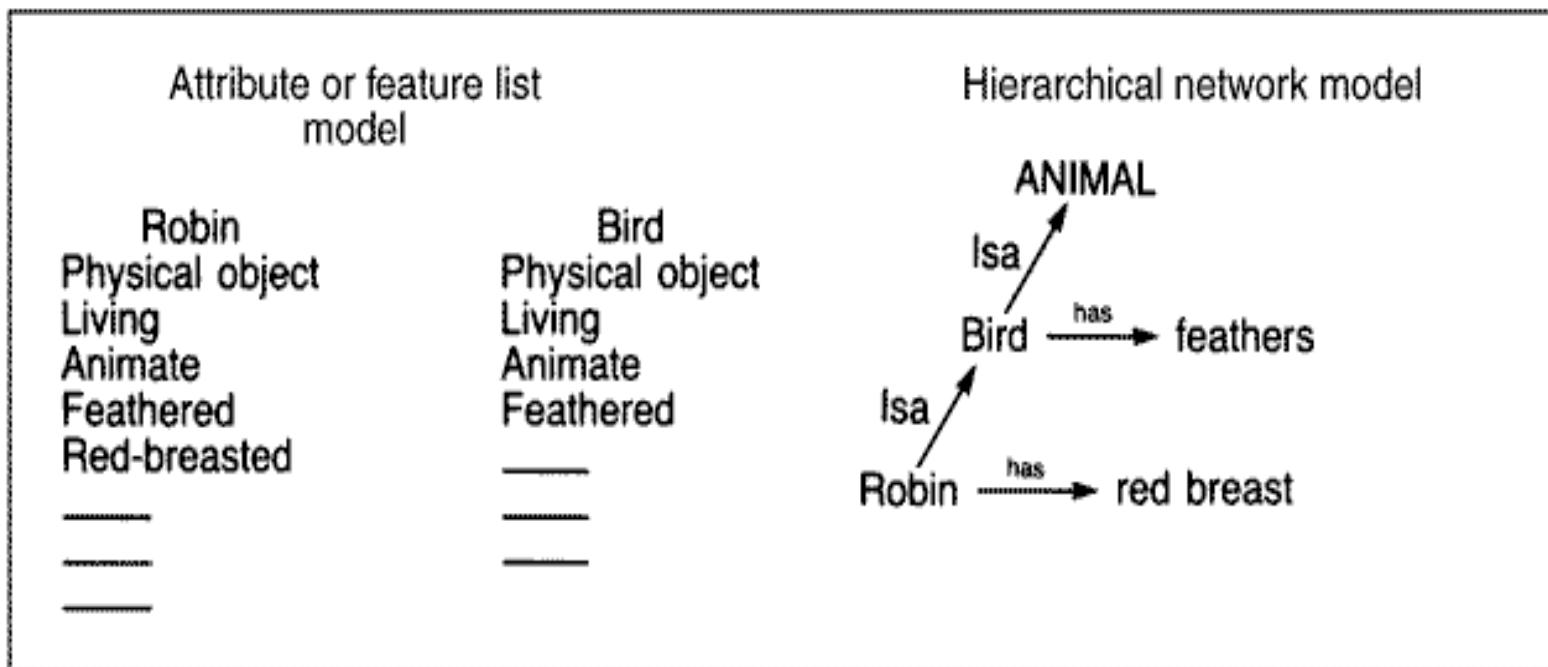 Attribute or feature list
model
Robin
Physical object
Living
Animate
Feathered
Red-breasted
Bird
Physical object
Living
Animate
Feathered
Hierarchical network model
ANIMAL
Isa
Bird
has
feathers
Isa
Robin
has
red breast